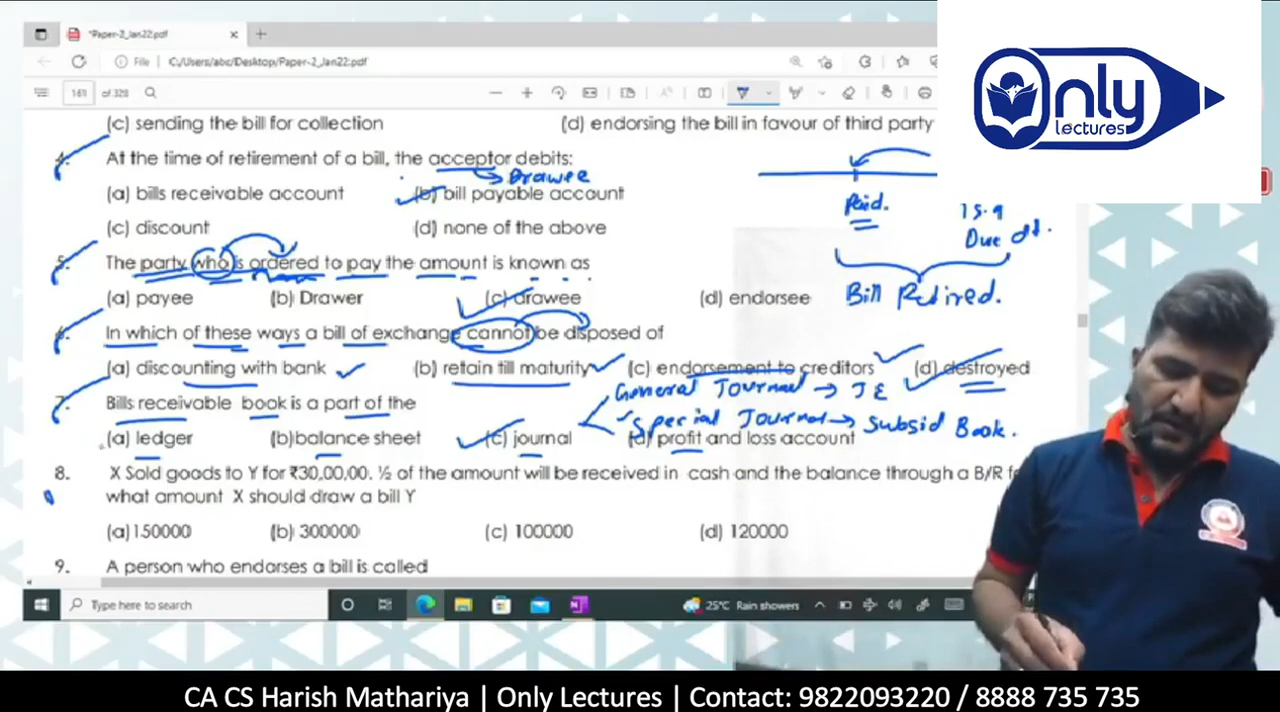 *Paper-2_Jan22.pdf
File | C:/Users/abc/Desktop/Paper-2_Jan22.pdf
161 of 328
only
lectures
(c) sending the bill for collection (d) endorsing the bill in favour of third party
4. At the time of retirement of a bill, the acceptor debits:
Drawee
(a) bills receivable account (b) bill payable account
(c) discount (d) none of the above
Paid.
Due dt.
Bill Retired.
5. The party who is ordered to pay the amount is known as
(a) payee (b) Drawer (c) drawee (d) endorsee
6. In which of these ways a bill of exchange cannot be disposed of
(a) discounting with bank (b) retain till maturity (c) endorsement to creditors (d) destroyed
General Journal → JE
7. Bills receivable book is a part of the
Special Journal → Subsid Book.
(a) ledger (b)balance sheet (c) journal (d) profit and loss account
8. X Sold goods to Y for ₹30,00,00. ½ of the amount will be received in cash and the balance through a B/R f
what amount X should draw a bill Y
(a)150000 (b) 300000 (c) 100000 (d) 120000
9. A person who endorses a bill is called
Type here to search
25°C Rain showers
CA CS Harish Mathariya | Only Lectures | Contact: 9822093220 / 8888 735 735